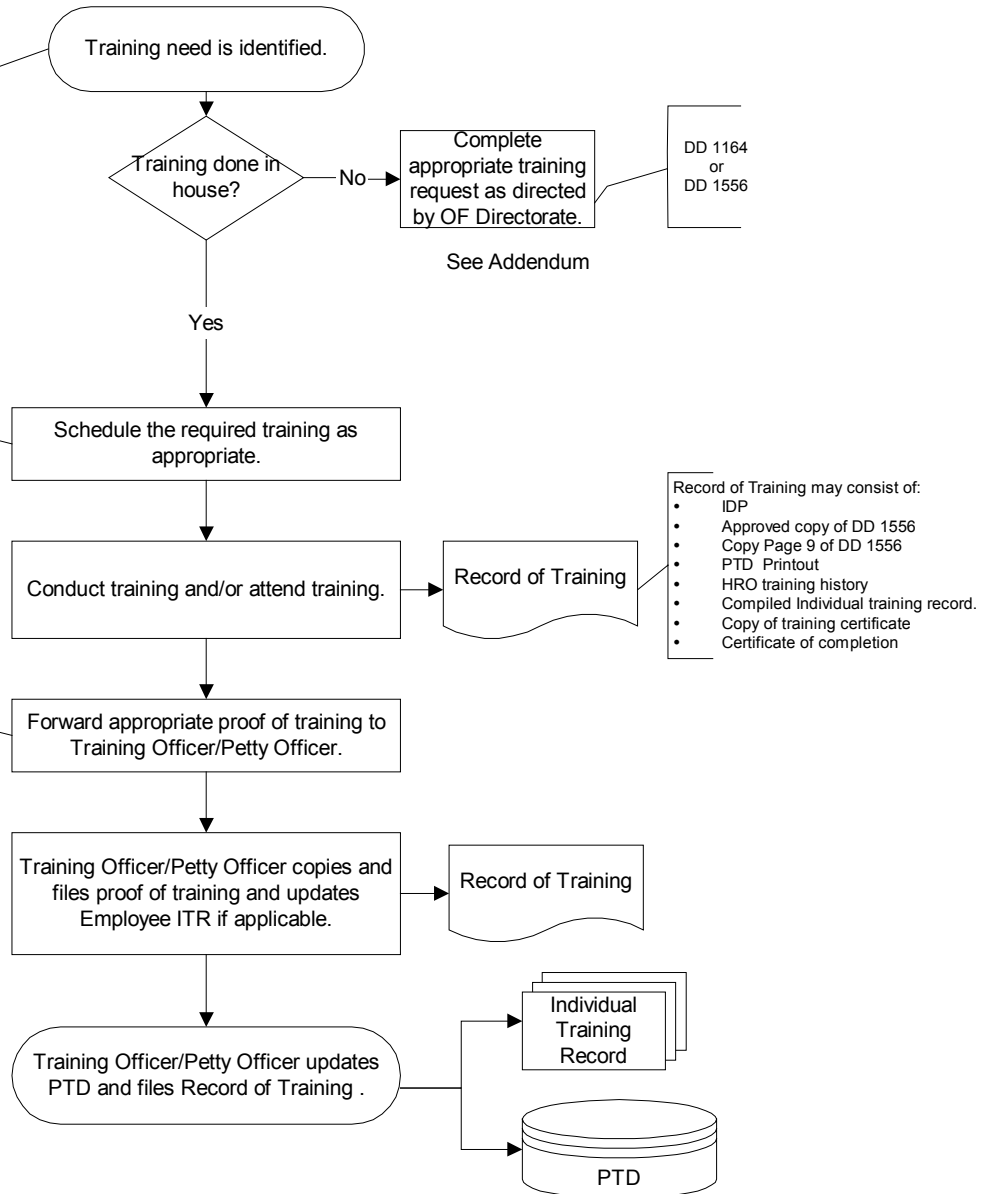 Training need is identified.
Training done in
house?
No
Complete
appropriate training
request as directed
by OF Directorate.
DD 1164
or
DD 1556
See Addendum
Yes
Schedule the required training as
appropriate.
Conduct training and/or attend training.
Record of Training
Record of Training may consist of:
• IDP
• Approved copy of DD 1556
• Copy Page 9 of DD 1556
• PTD Printout
• HRO training history
• Compiled Individual training record.
• Copy of training certificate
• Certificate of completion
Forward appropriate proof of training to
Training Officer/Petty Officer.
Training Officer/Petty Officer copies and
files proof of training and updates
Employee ITR if applicable.
Record of Training
Training Officer/Petty Officer updates
PTD and files Record of Training .
Individual
Training
Record
PTD